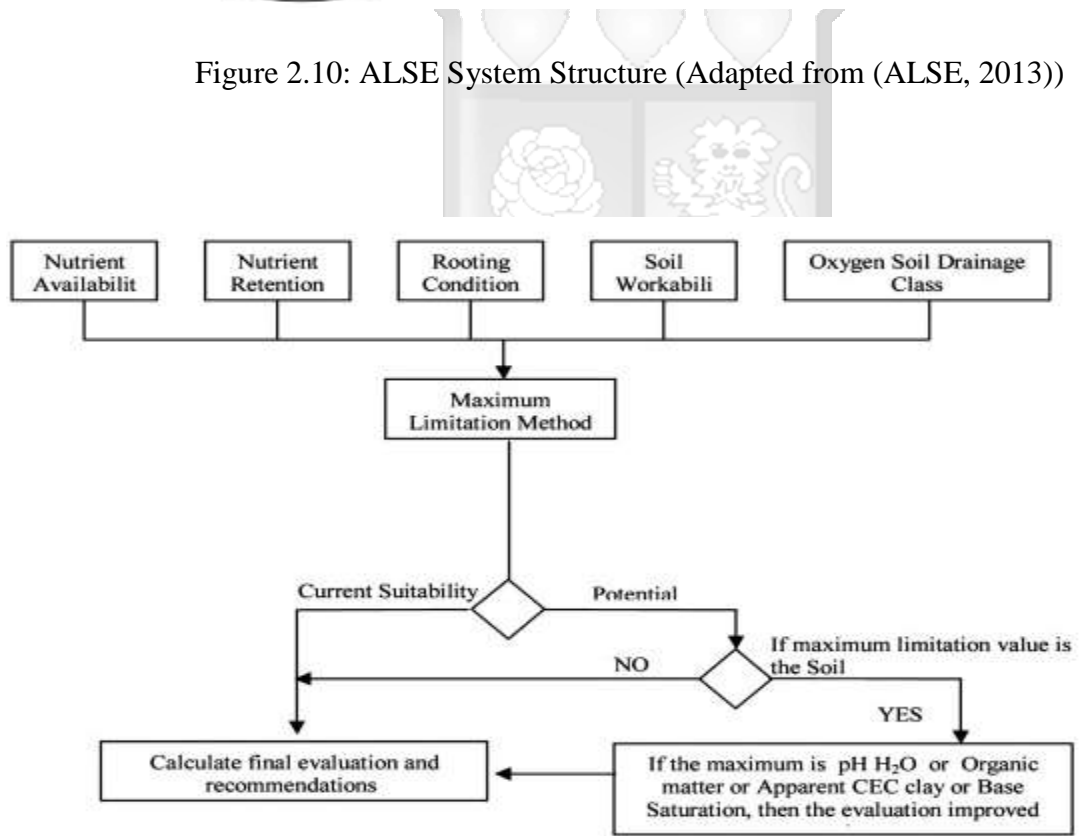 Figure 2.10: ALSE System Structure (Adapted from (ALSE, 2013))
Nutrient
Availabilit
Nutrient
Retention
Rooting
Condition
Soil
Workabili
Oxygen Soil Drainage
Class
Maximum
Limitation Method
Current Suitability
Potential
If maximum limitation value is
the Soil
NO
YES
Calculate final evaluation and
recommendations
If the maximum is pH H₂O or Organic
matter or Apparent CEC clay or Base
Saturation, then the evaluation improved